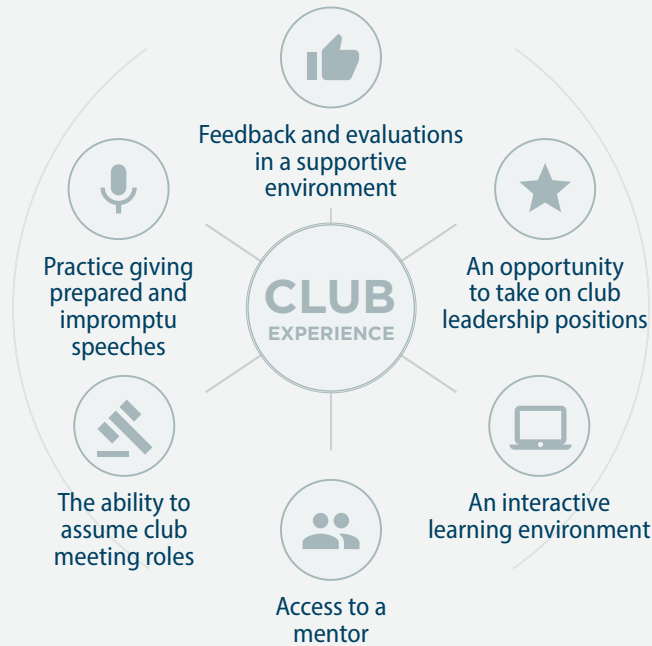 Feedback and evaluations
in a supportive
environment
Practice giving
prepared and
impromptu
speeches
CLUB
EXPERIENCE
An opportunity
to take on club
leadership positions
The ability to
assume club
meeting roles
An interactive
learning environment
Access to a
mentor